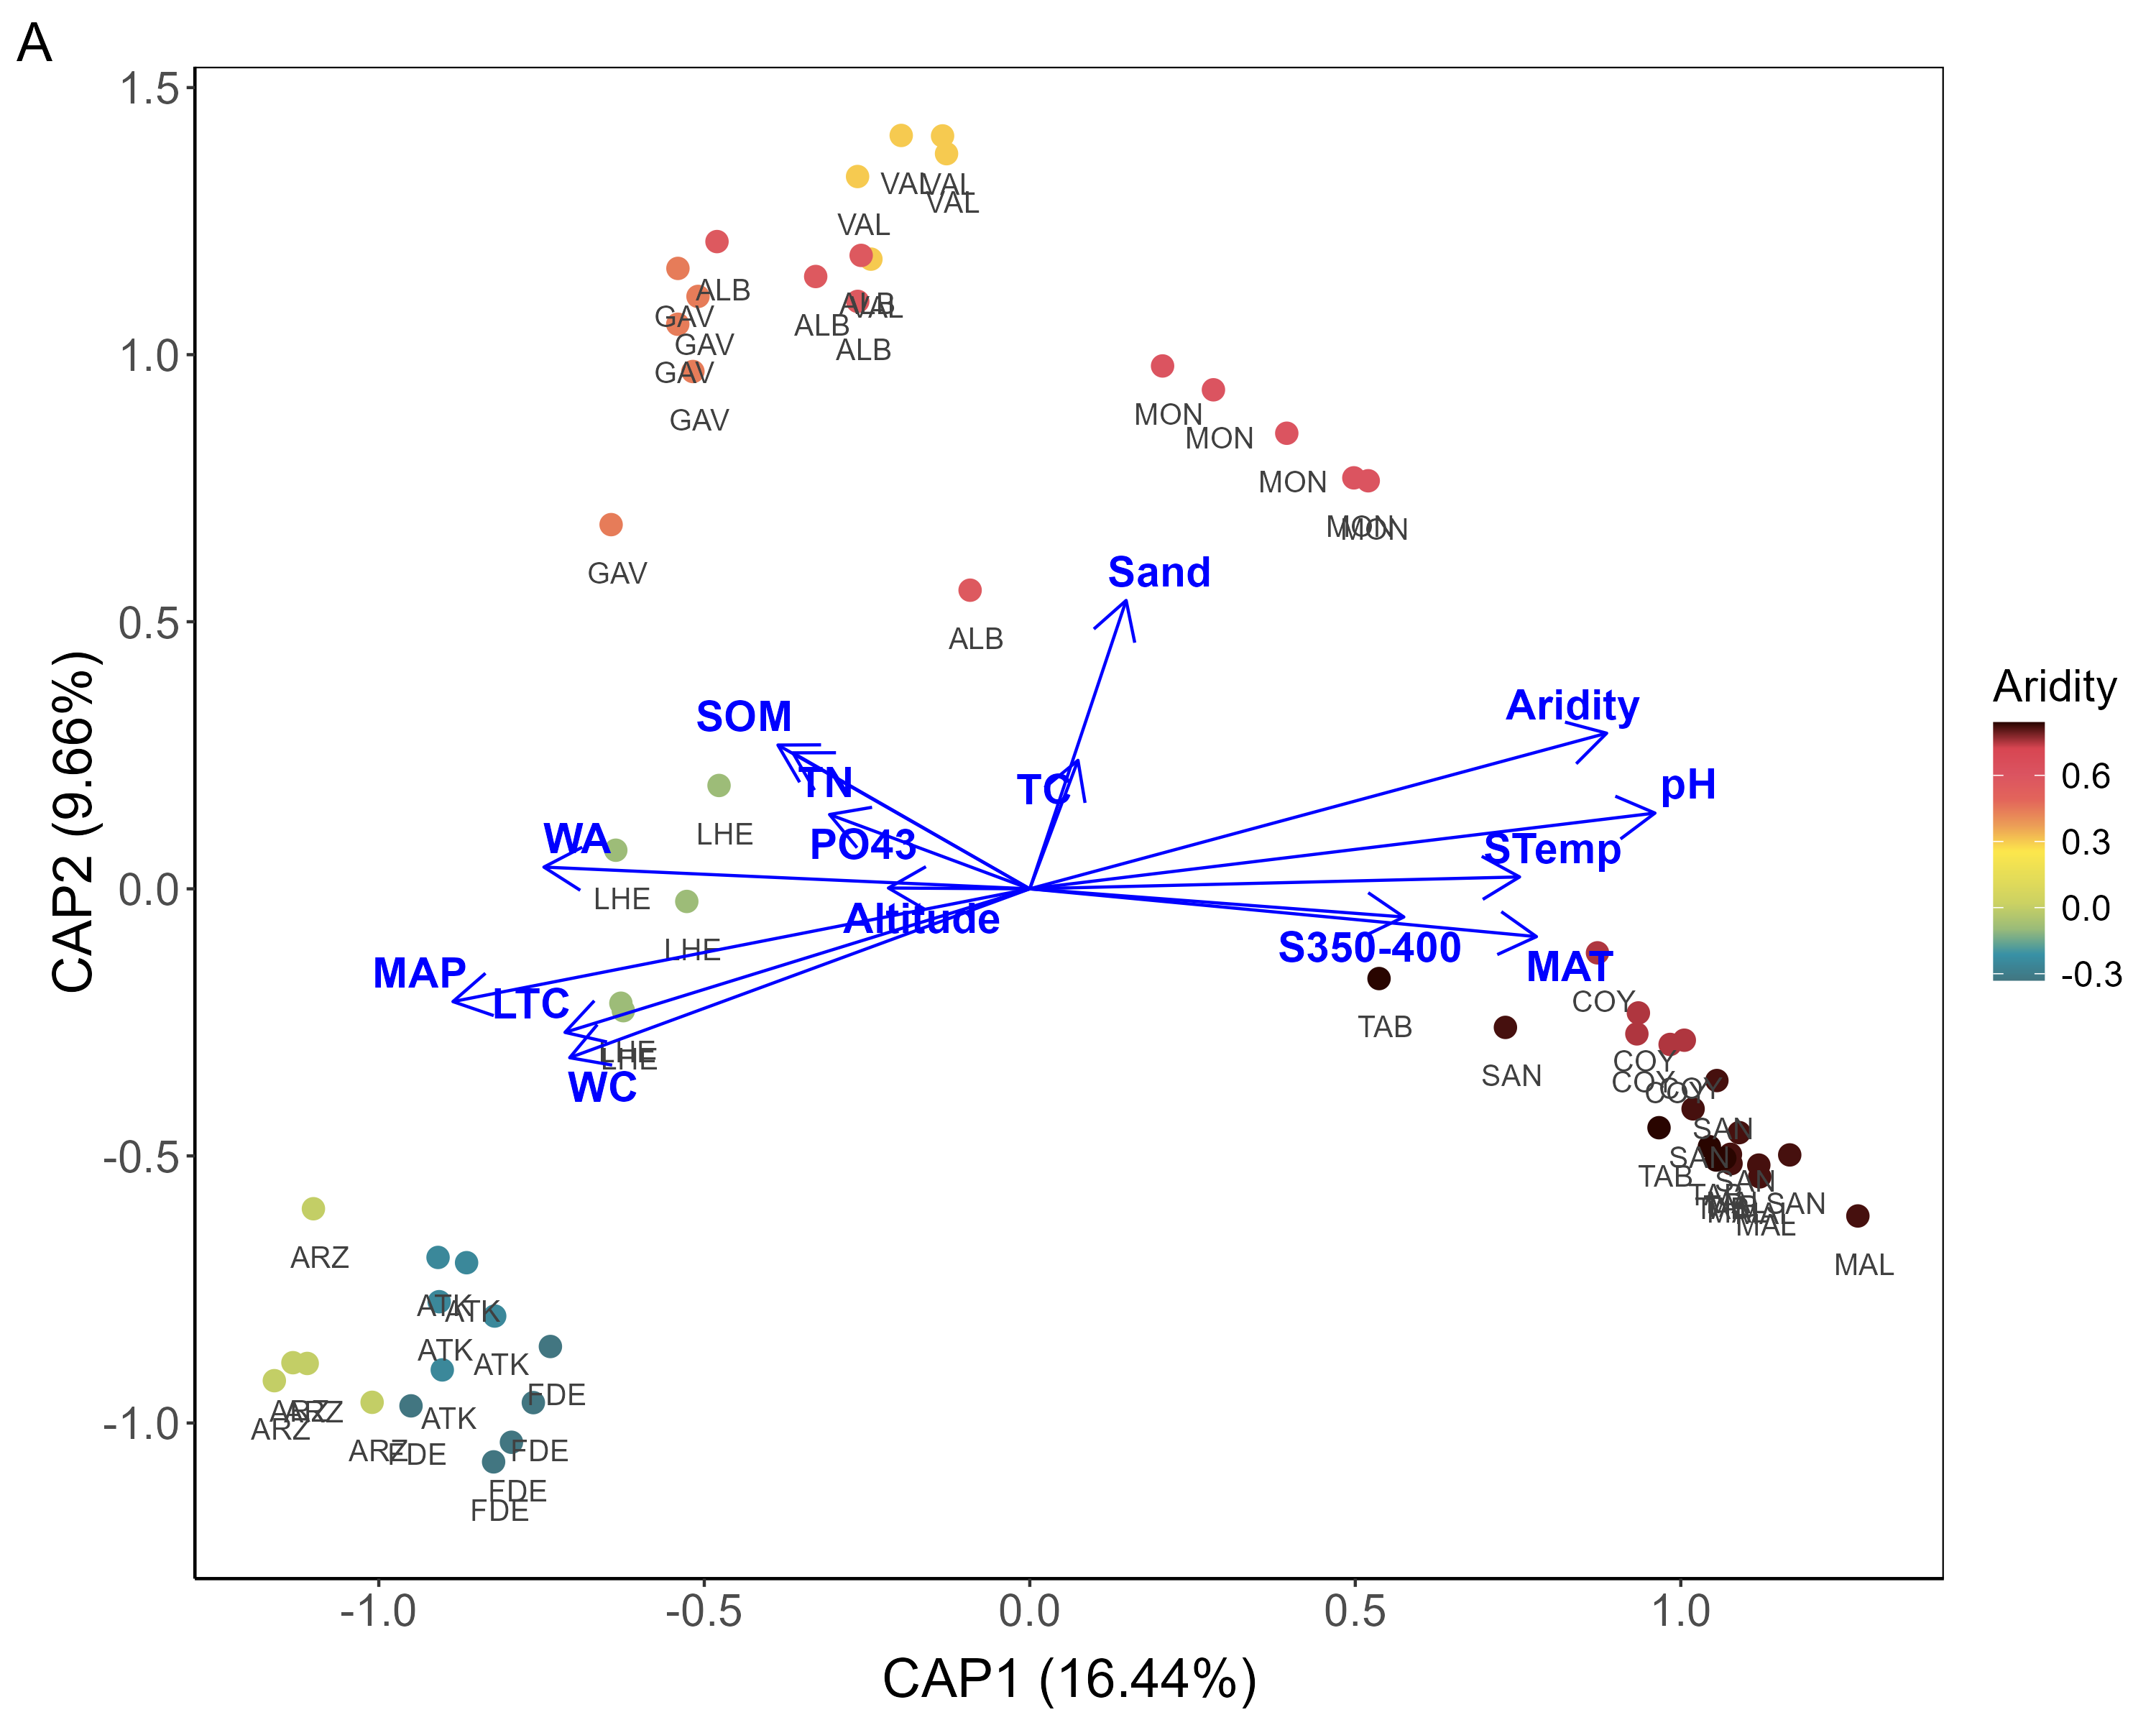 A
1.5
1.0
0.5
0.0
-0.5
-1.0
CAP2 (9.66%)
VAL
VAL
VAL
VAL
ALB
GAV
ALB
VAL
ALB
GAV
ALB
GAV
GAV
MON
MON
MON
MON
MON
GAV
Sand
ALB
SOM
Aridity
TN
TC
pH
WA
LHE
PO43
STemp
LHE
Altitude
LHE
S350-400
MAP
MAT
LTC
COY
TAB
LHE
LHE
WC
SAN
COY
COY
COY
COY
SAN
SAN
TAB
SAN
TAB
SAN
MAL
MAL
MAL
ARZ
ATK
ATK
ATK
ATK
FDE
ARZ
ARZ
ARZ
ATK
ARZ
FDE
FDE
FDE
FDE
-1.0
-0.5
0.0
0.5
1.0
CAP1 (16.44%)
Aridity
0.6
0.3
0.0
-0.3